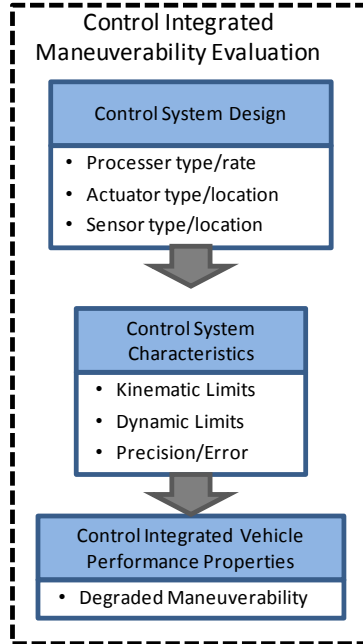 Control Integrated
Maneuverability Evaluation
Control System Design
• Processer type/rate
• Actuator type/location
• Sensor type/location
Control System
Characteristics
• Kinematic Limits
• Dynamic Limits
• Precision/Error
Control Integrated Vehicle
Performance Properties
• Degraded Maneuverability